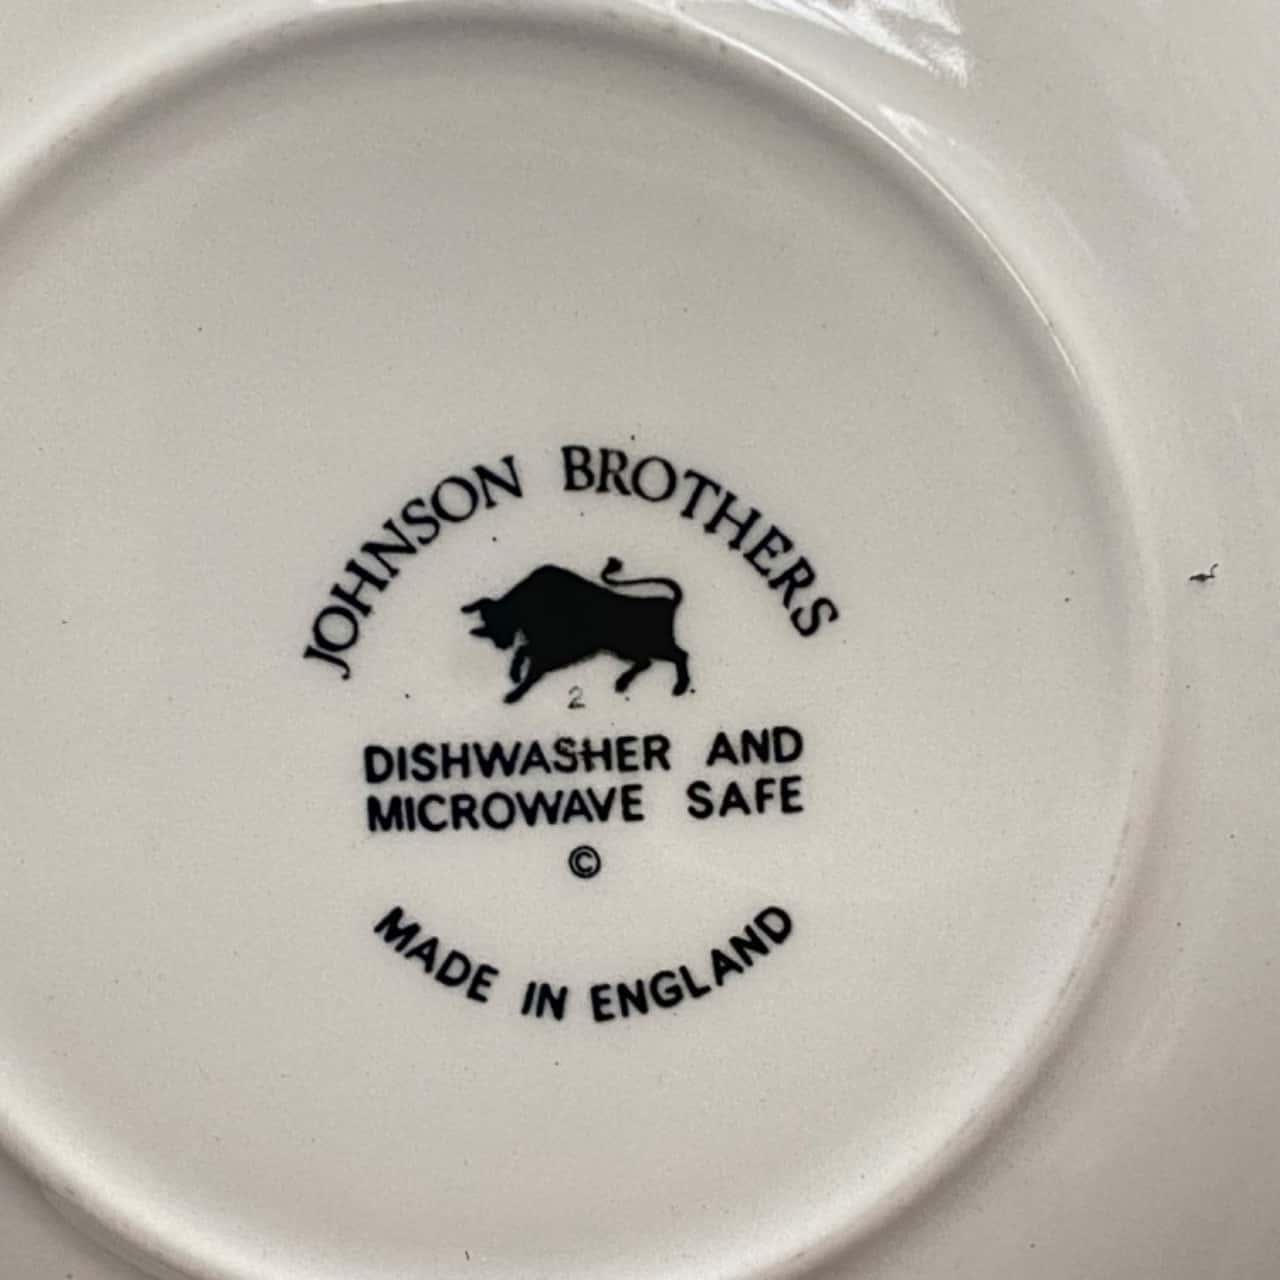 JOHNSON BROTHERS
2
DISHWASHER AND
MICROWAVE SAFE
©
MADE IN ENGLAND